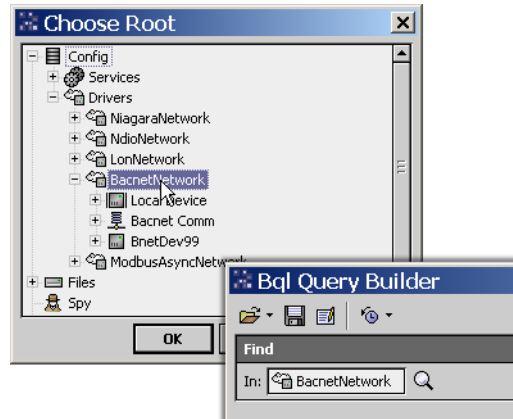 Choose Root
Config
Services
Drivers
NiagaraNetwork
NdioNetwork
LonNetwork
BacnetNetwork
LocalDevice
Bacnet Comm
BnetDev99
ModbusAsyncNetwork
Files
Spy
OK
Bql Query Builder
Find
In: BacnetNetwork